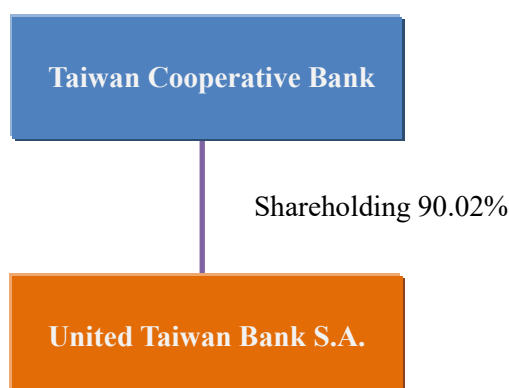 Taiwan Cooperative Bank
Shareholding 90.02%
United Taiwan Bank S.A.